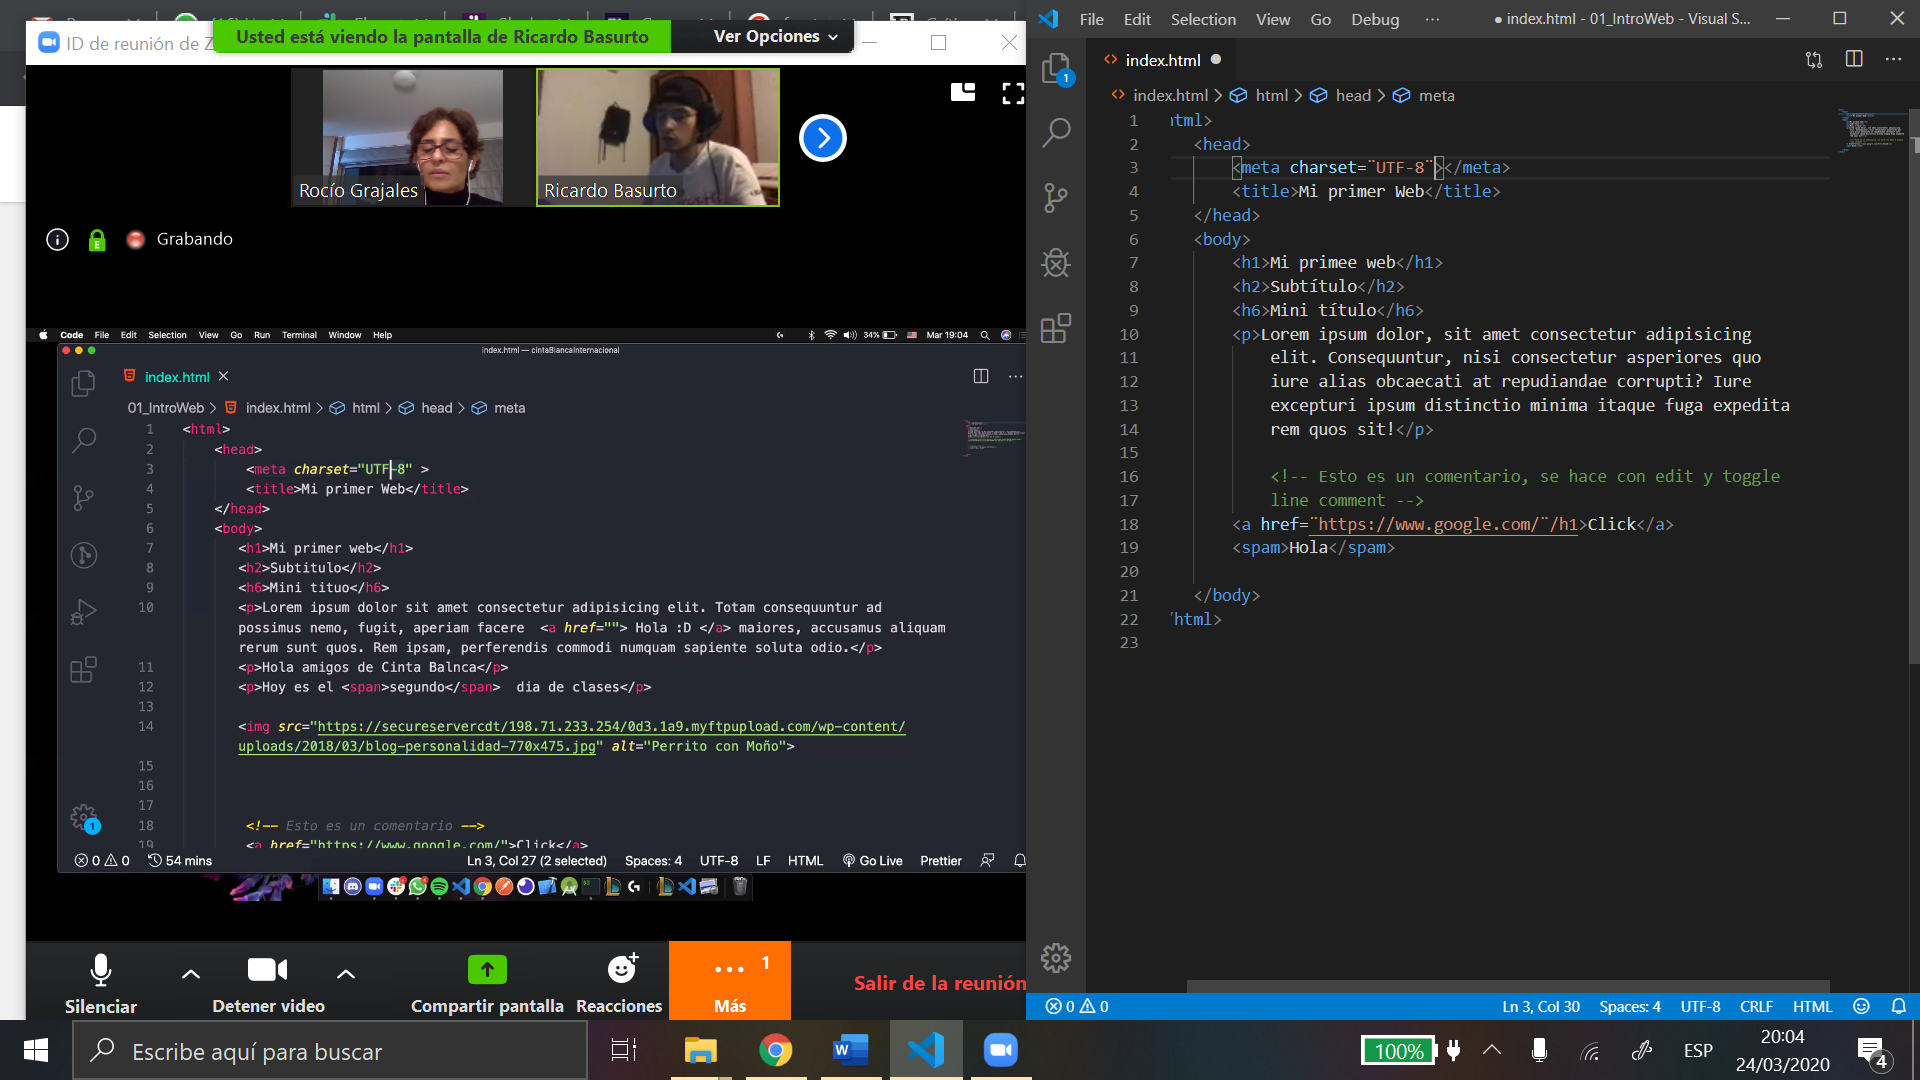 ID de reunión de Z
Usted está viendo la pantalla de Ricardo Basurto
Ver Opciones
Rocío Grajales
Ricardo Basurto
E
Grabando
Code File Edit Selection View Go Run Terminal Window Help
34%
Mar 19:04
index.html — cintaBlancaInternacional
index.html
01_IntroWeb > index.html > html > head > meta
1 <html>
2 <head>
3 <meta charset="UTF-8" >
4 <title>Mi primer Web</title>
5 </head>
6 <body>
7 <h1>Mi primer web</h1>
8 <h2>Subtitulo</h2>
9 <h6>Mini tituo</h6>
10 <p>Lorem ipsum dolor sit amet consectetur adipisicing elit. Totam consequuntur ad
possimus nemo, fugit, aperiam facere <a href=""> Hola :D </a> maiores, accusamus aliquam
rerum sunt quos. Rem ipsam, perferendis commodi numquam sapiente soluta odio.</p>
11 <p>Hola amigos de Cinta Balnca</p>
12 <p>Hoy es el <span>segundo</span> dia de clases</p>
13
14 <img src="https://secureservercdt/198.71.233.254/0d3.1a9.myftpupload.com/wp-content/
uploads/2018/03/blog-personalidad-770x475.jpg" alt="Perrito con Moño">
15
16
17
18 <!-- Esto es un comentario -->
19 <a href="https://www.google.com/">Click</a>
1
0 0 54 mins Ln 3, Col 27 (2 selected) Spaces: 4 UTF-8 LF HTML Go Live Prettier
Silenciar
Detener video
Compartir pantalla
Reacciones
1
Más
Salir de la reunión
File Edit Selection View Go Debug ··· ● index.html - 01_IntroWeb - Visual S...
1
index.html ●
index.html > html > head > meta
1 html>
2 <head>
3 <meta charset=¨UTF-8¨></meta>
4 <title>Mi primer Web</title>
5 </head>
6 <body>
7 <h1>Mi primee web</h1>
8 <h2>Subtítulo</h2>
9 <h6>Mini título</h6>
10 <p>Lorem ipsum dolor, sit amet consectetur adipisicing
11 elit. Consequuntur, nisi consectetur asperiores quo
12 iure alias obcaecati at repudiandae corrupti? Iure
13 excepturi ipsum distinctio minima itaque fuga expedita
14 rem quos sit!</p>
15
16 <!-- Esto es un comentario, se hace con edit y toggle
17 line comment -->
18 <a href=¨https://www.google.com/¨/h1>Click</a>
19 <spam>Hola</spam>
20
21 </body>
22 /html>
23
0 0 Ln 3, Col 30 Spaces: 4 UTF-8 CRLF HTML
Escribe aquí para buscar
100%
ESP
20:04
24/03/2020
4